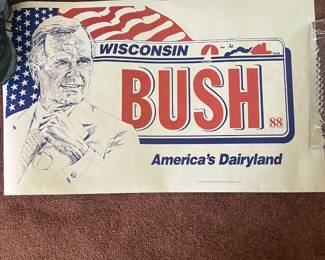 WISCONSIN
BUSH
88
America's Dairyland